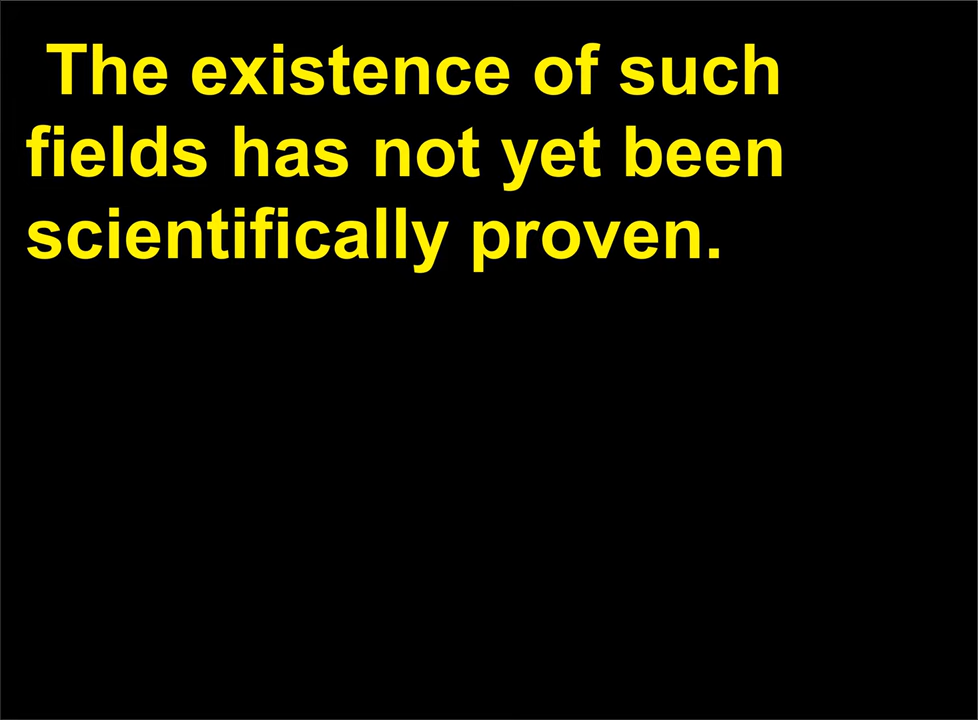 The existence of such
fields has not yet been
scientifically proven.